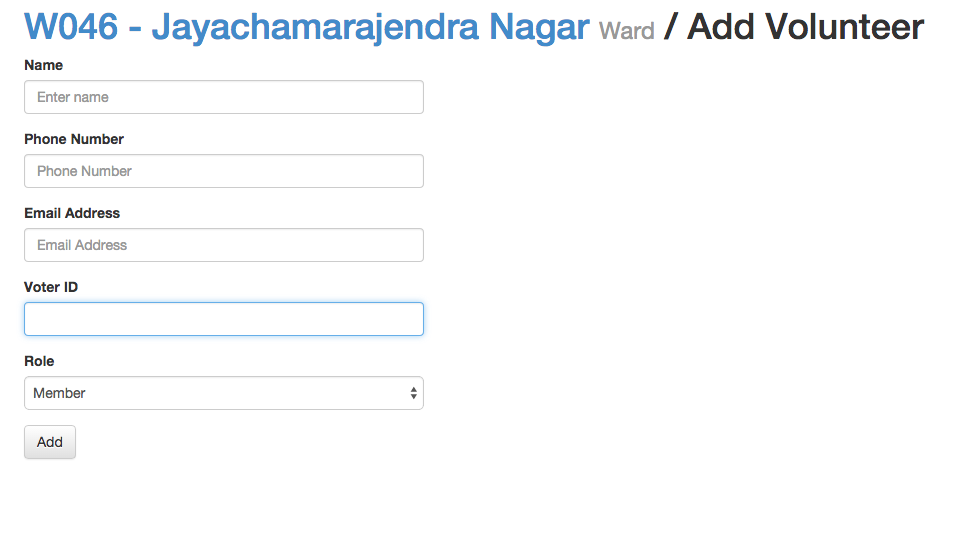 W046 - Jayachamarajendra Nagar Ward / Add Volunteer
Name
Enter name
Phone Number
Phone Number
Email Address
Email Address
Voter ID
Role
Member
Add